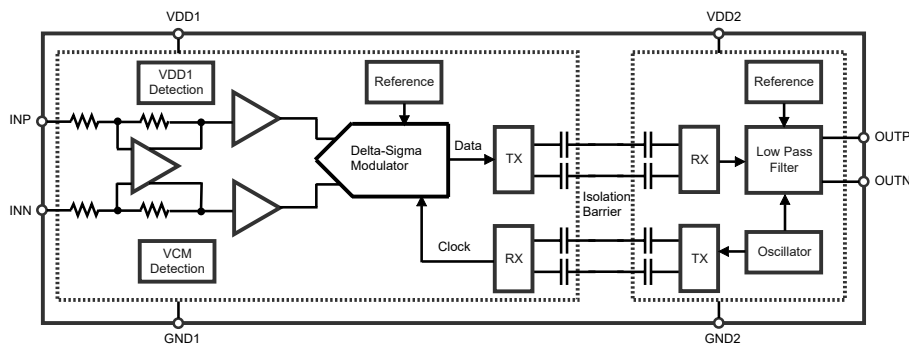 VDD1
VDD2
VDD1
Detection
Reference
Reference
INP
OUTP
Delta-Sigma
Modulator
Data
TX
RX
Low Pass
Filter
OUTN
Isolation
Barrier
INN
VCM
Detection
Clock
RX
TX
Oscillator
GND1
GND2